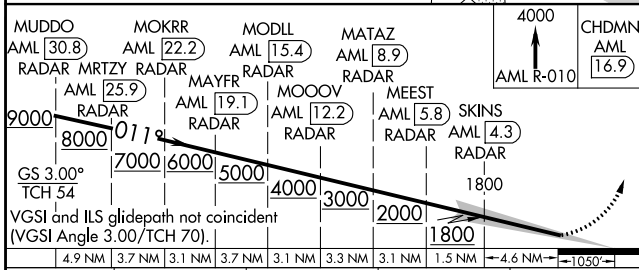 MUDDO
AML 30.8
RADAR
MRTZY
AML 25.9
RADAR
MOKRR
AML 22.2
RADAR
MAYFR
AML 19.1
RADAR
MODLL
AML 15.4
RADAR
MOOOV
AML 12.2
RADAR
MATAZ
AML 8.9
RADAR
MEEST
AML 5.8
RADAR
SKINS
AML 4.3
RADAR
4000
AML R-010
CHDMN
AML
16.9
9000
8000
011°
7000
6000
5000
4000
3000
2000
1800
1800
GS 3.00°
TCH 54
VGSI and ILS glidepath not coincident
(VGSI Angle 3.00/TCH 70).
4.9 NM 3.7 NM 3.1 NM 3.7 NM 3.1 NM 3.3 NM 3.1 NM 1.5 NM 4.6 NM 1050'